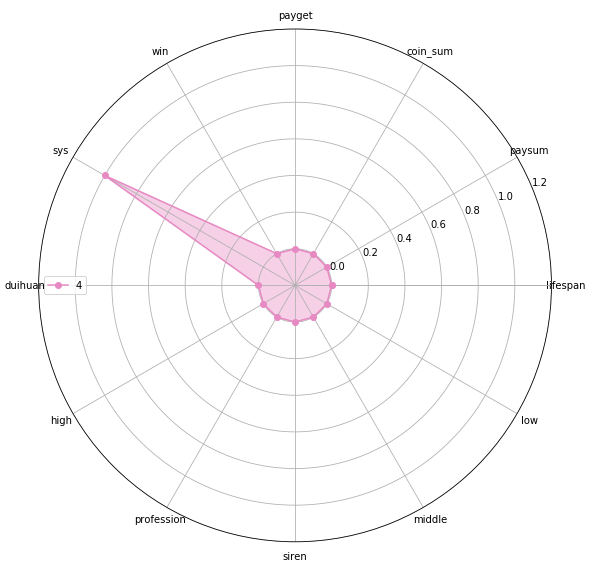 payget
win
coin_sum
sys
paysum
1.2
1.0
0.8
0.6
0.4
0.2
0.0
duihuan
4
lifespan
high
low
profession
middle
siren